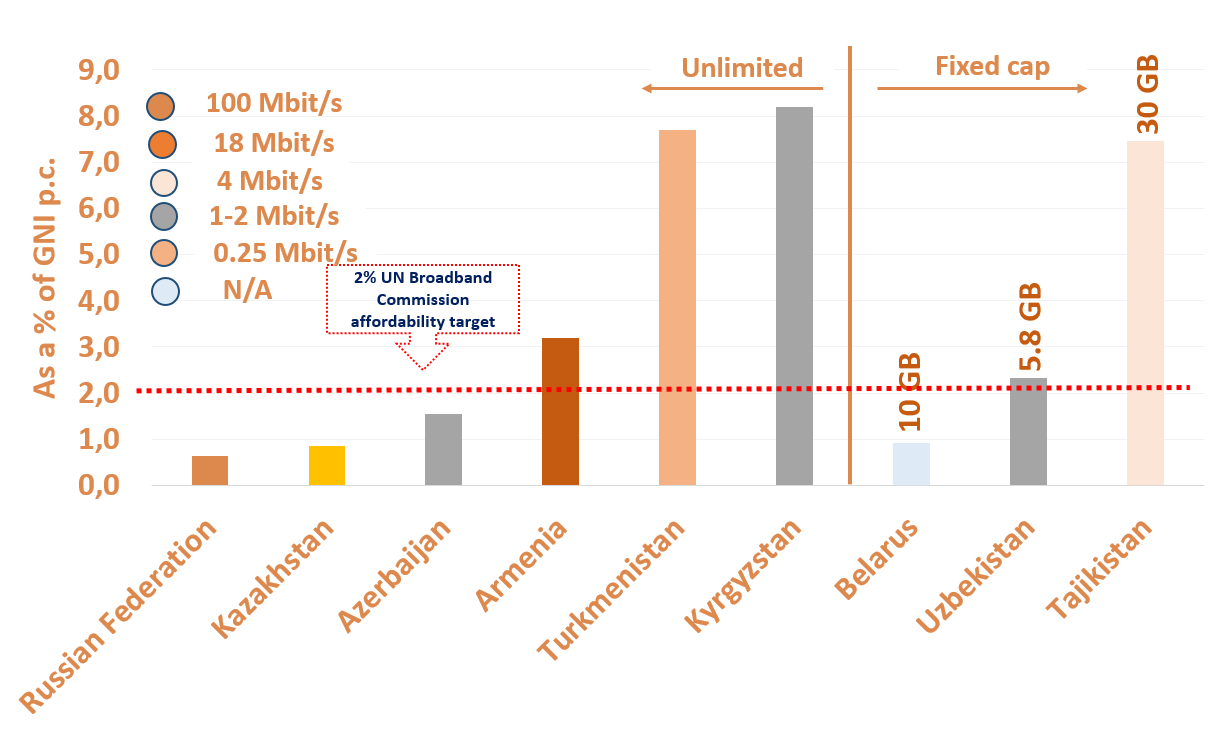 Unlimited
Fixed cap
9,0
8,0
7,0
6,0
5,0
4,0
3,0
2,0
1,0
0,0
As a % of GNI p.c.
100 Mbit/s
18 Mbit/s
4 Mbit/s
1-2 Mbit/s
0.25 Mbit/s
N/A
2% UN Broadband
Commission
affordability target
10 GB
5.8 GB
30 GB
Russian Federation
Kazakhstan
Azerbaijan
Armenia
Turkmenistan
Kyrgyzstan
Belarus
Uzbekistan
Tajikistan